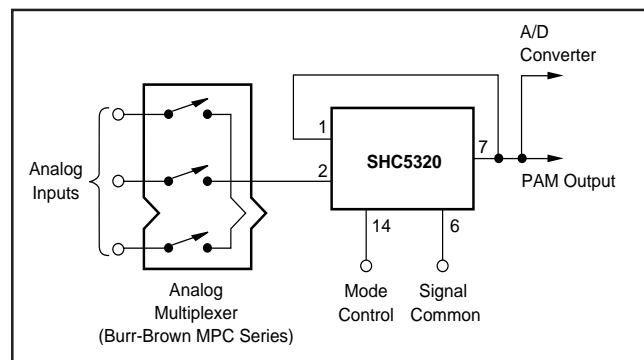 A/D
Converter
1
SHC5320
7
Analog
Inputs
2
PAM Output
14
6
Analog
Multiplexer
(Burr-Brown MPC Series)
Mode
Control
Signal
Common